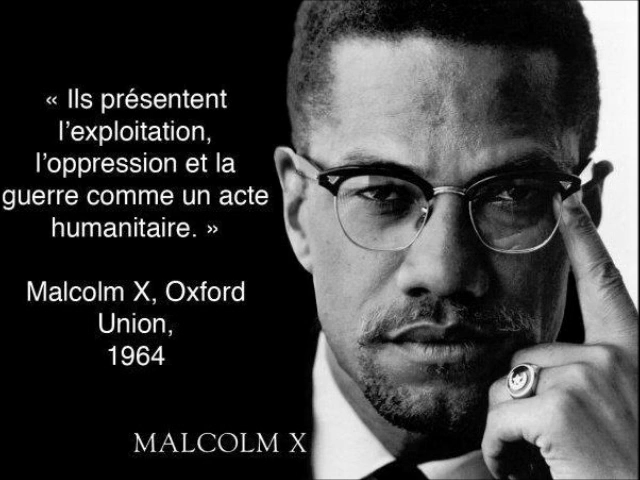 « Ils présentent
l’exploitation,
l’oppression et la
guerre comme un acte
humanitaire. »
Malcolm X, Oxford
Union,
1964
MALCOLM X